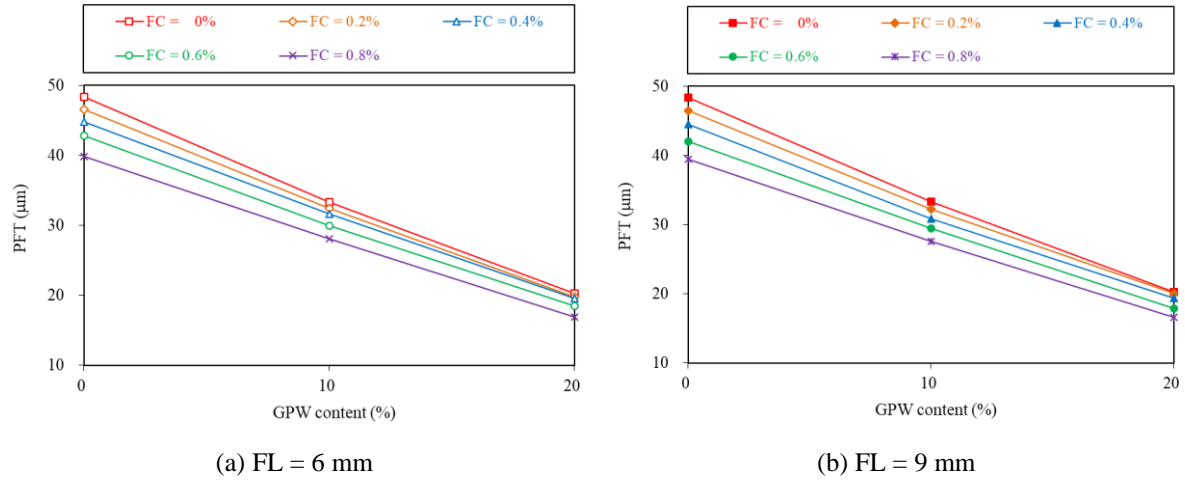 FC = 0%
FC = 0.2%
FC = 0.4%
FC = 0.6%
FC = 0.8%
50
40
30
20
10
PFT (μm)
0
10
20
GPW content (%)
(a) FL = 6 mm
FC = 0%
FC = 0.2%
FC = 0.4%
FC = 0.6%
FC = 0.8%
50
40
30
20
10
PFT (μm)
0
10
20
GPW content (%)
(b) FL = 9 mm